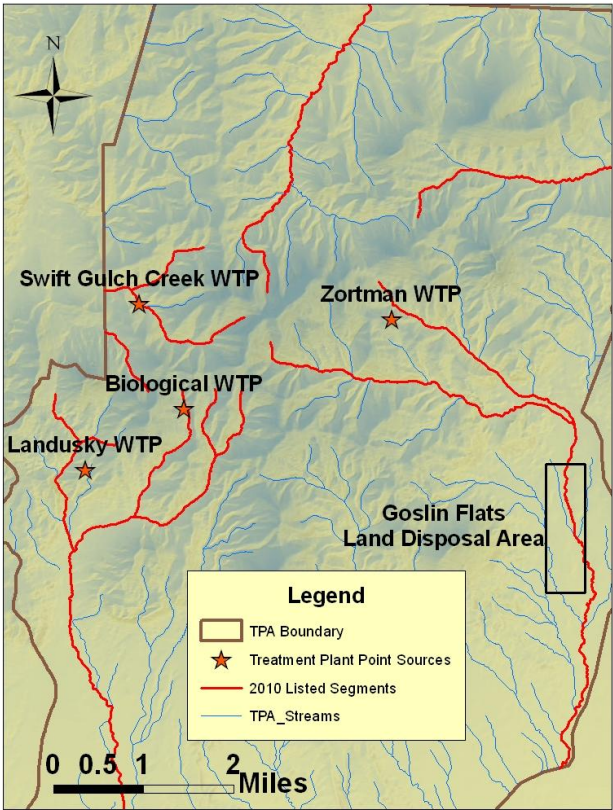 N
Swift Gulch Creek WTP
Zortman WTP
Biological WTP
Landusky WTP
Goslin Flats
Land Disposal Area
Legend
TPA Boundary
Treatment Plant Point Sources
2010 Listed Segments
TPA_Streams
0 0.5 1 2
Miles